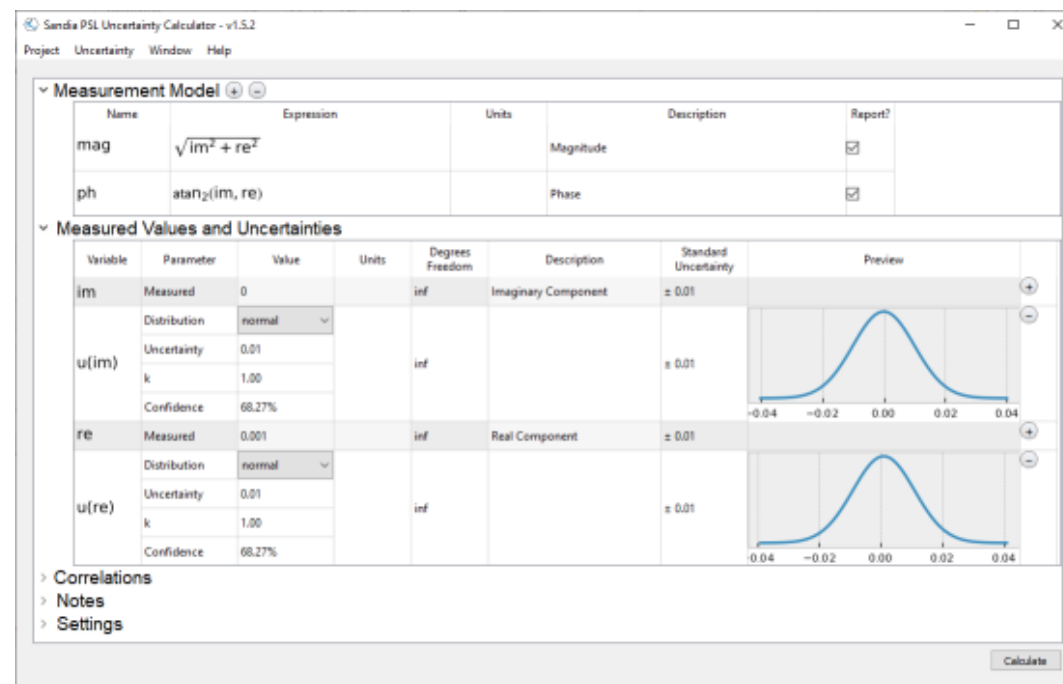 Sandia PSL Uncertainty Calculator - v1.5.2
Project Uncertainty Window Help
Measurement Model
Name Expression Units Description Report?
mag √im² + re² Magnitude
ph atan₂(im, re) Phase
Measured Values and Uncertainties
Variable Parameter Value Units Degrees Freedom Description Standard Uncertainty Preview
im Measured 0 inf Imaginary Component ± 0.01
u(im) inf ± 0.01
Distribution normal
Uncertainty 0.01
k 1.00
Confidence 68.27%
-0.04 -0.02 0.00 0.02 0.04
re Measured 0.001 inf Real Component ± 0.01
u(re) inf ± 0.01
Distribution normal
Uncertainty 0.01
k 1.00
Confidence 68.27%
-0.04 -0.02 0.00 0.02 0.04
Correlations
Notes
Settings
Calculate